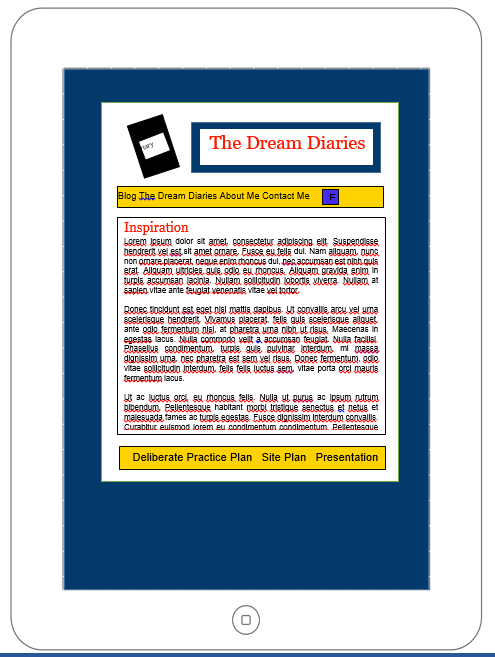 The Dream Diaries
Blog The Dream Diaries About Me Contact Me F
Inspiration
Lorem ipsum dolor sit amet, consectetur adipiscing elit. Suspendisse
hendrerit vel est sit amet ornare. Fusce eu felis dui. Nam aliquam, nunc
non ornare placerat, neque enim rhoncus dui, nec accumsan est nibh quis
erat. Aliquam ultricies quis odio eu rhoncus. Aliquam gravida enim in
turpis accumsan lacinia. Nullam sollicitudin lobortis viverra. Nullam at
sapien vitae ante feugiat venenatis vitae vel tortor.
Donec tincidunt est eget nisl mattis dapibus. Ut convallis arcu vel urna
scelerisque hendrerit. Vivamus placerat, felis quis scelerisque aliquet,
ante odio fermentum nisl, at pharetra urna nibh ut risus. Maecenas in
egestas lacus. Nulla commodo velit a accumsan feugiat. Nulla facilisi.
Phasellus condimentum, turpis quis pulvinar interdum, mi massa
dignissim urna, nec pharetra est sem vel risus. Donec fermentum, odio
vitae sollicitudin interdum, felis felis luctus sem, vitae porta orci mauris
fermentum lacus.
Ut ac luctus orci, eu rhoncus felis. Nulla ut purus ac ipsum rutrum
bibendum. Pellentesque habitant morbi tristique senectus et netus et
malesuada fames ac turpis egestas. Fusce dignissim interdum convallis.
Curabitur euismod lorem eu condimentum condimentum. Pellentesque
Deliberate Practice Plan Site Plan Presentation